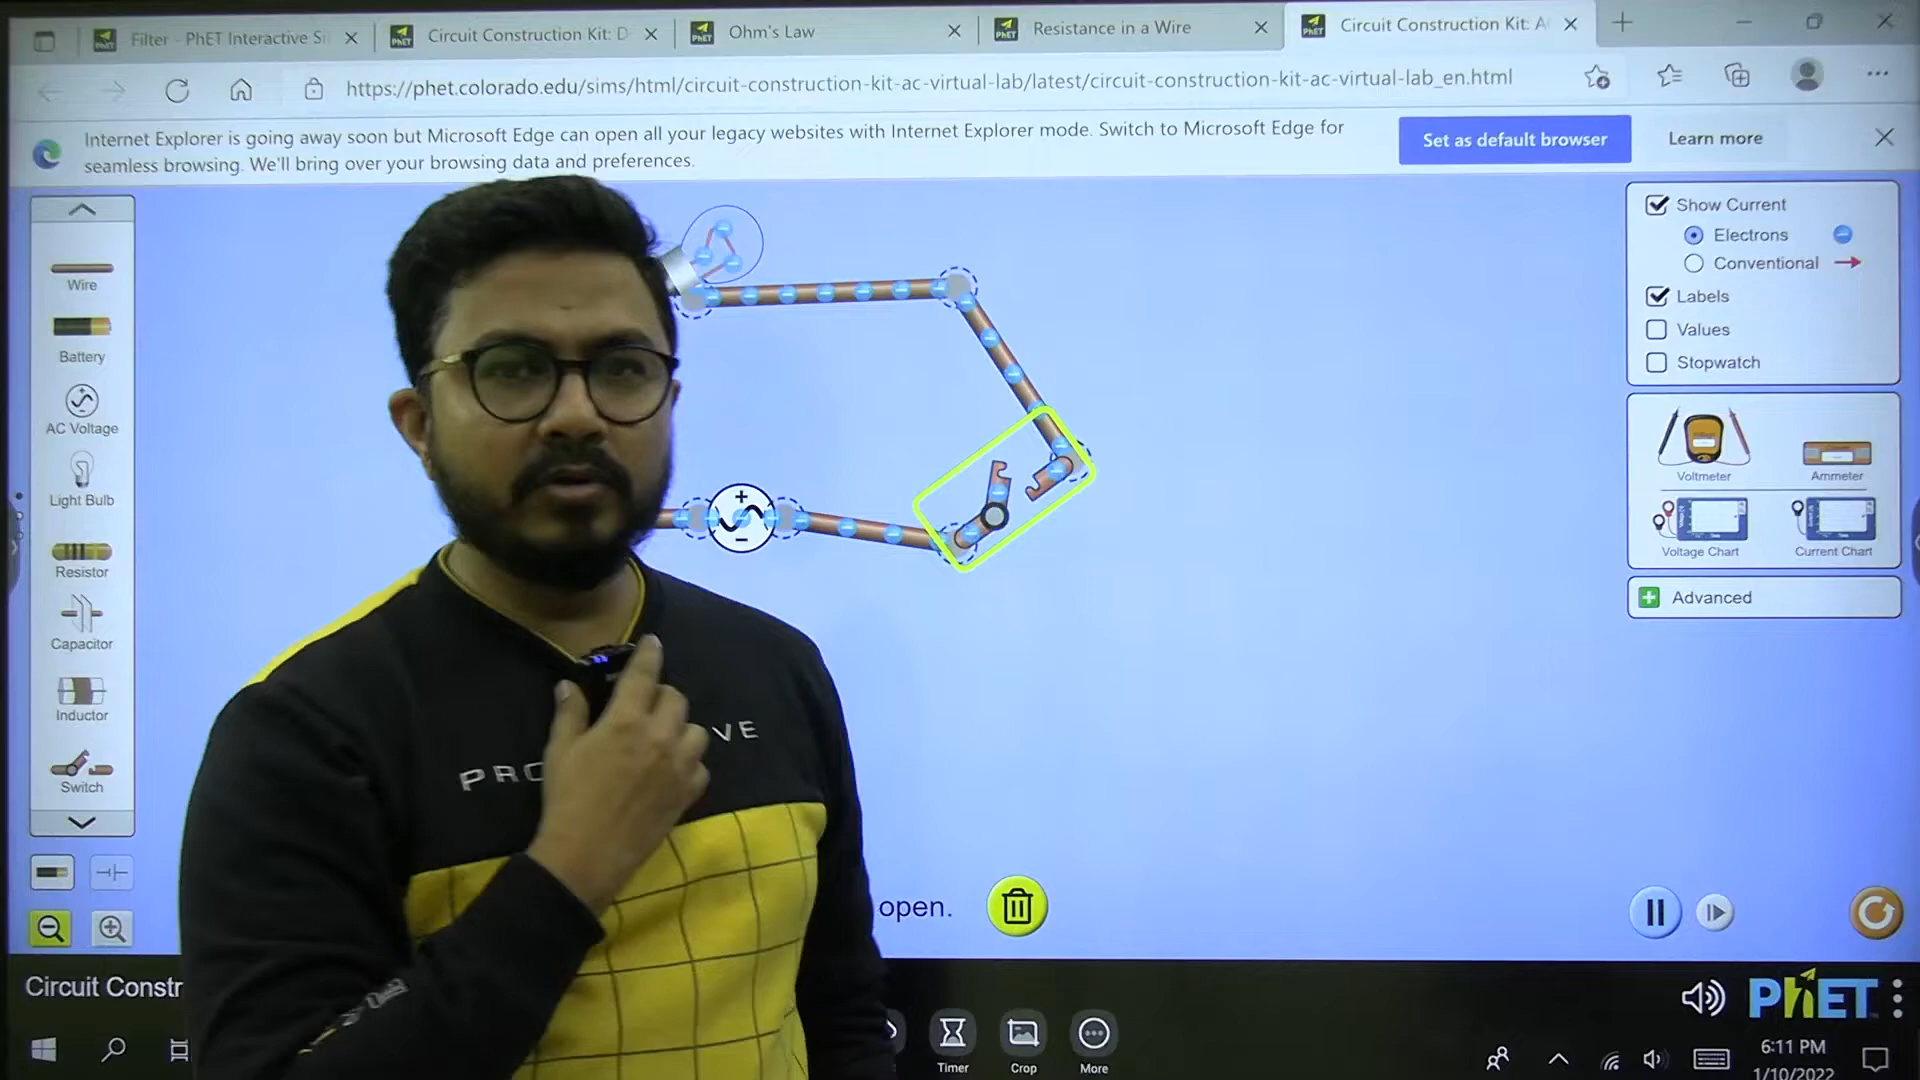 Filter - PhET Interactive Si
Circuit Construction Kit: D
Ohm's Law
Resistance in a Wire
Circuit Construction Kit: A
https://phet.colorado.edu/sims/html/circuit-construction-kit-ac-virtual-lab/latest/circuit-construction-kit-ac-virtual-lab_en.html
Internet Explorer is going away soon but Microsoft Edge can open all your legacy websites with Internet Explorer mode. Switch to Microsoft Edge for
seamless browsing. We'll bring over your browsing data and preferences.
Set as default browser
Learn more
Wire
Battery
AC Voltage
Light Bulb
Resistor
Capacitor
Inductor
Switch
Show Current
Electrons
Conventional
Labels
Values
Stopwatch
Voltmeter
Ammeter
Voltage Chart
Current Chart
Advanced
PRO VE
open.
Circuit Constr
PhET
Timer
Crop
More
6:11 PM
1/10/2022